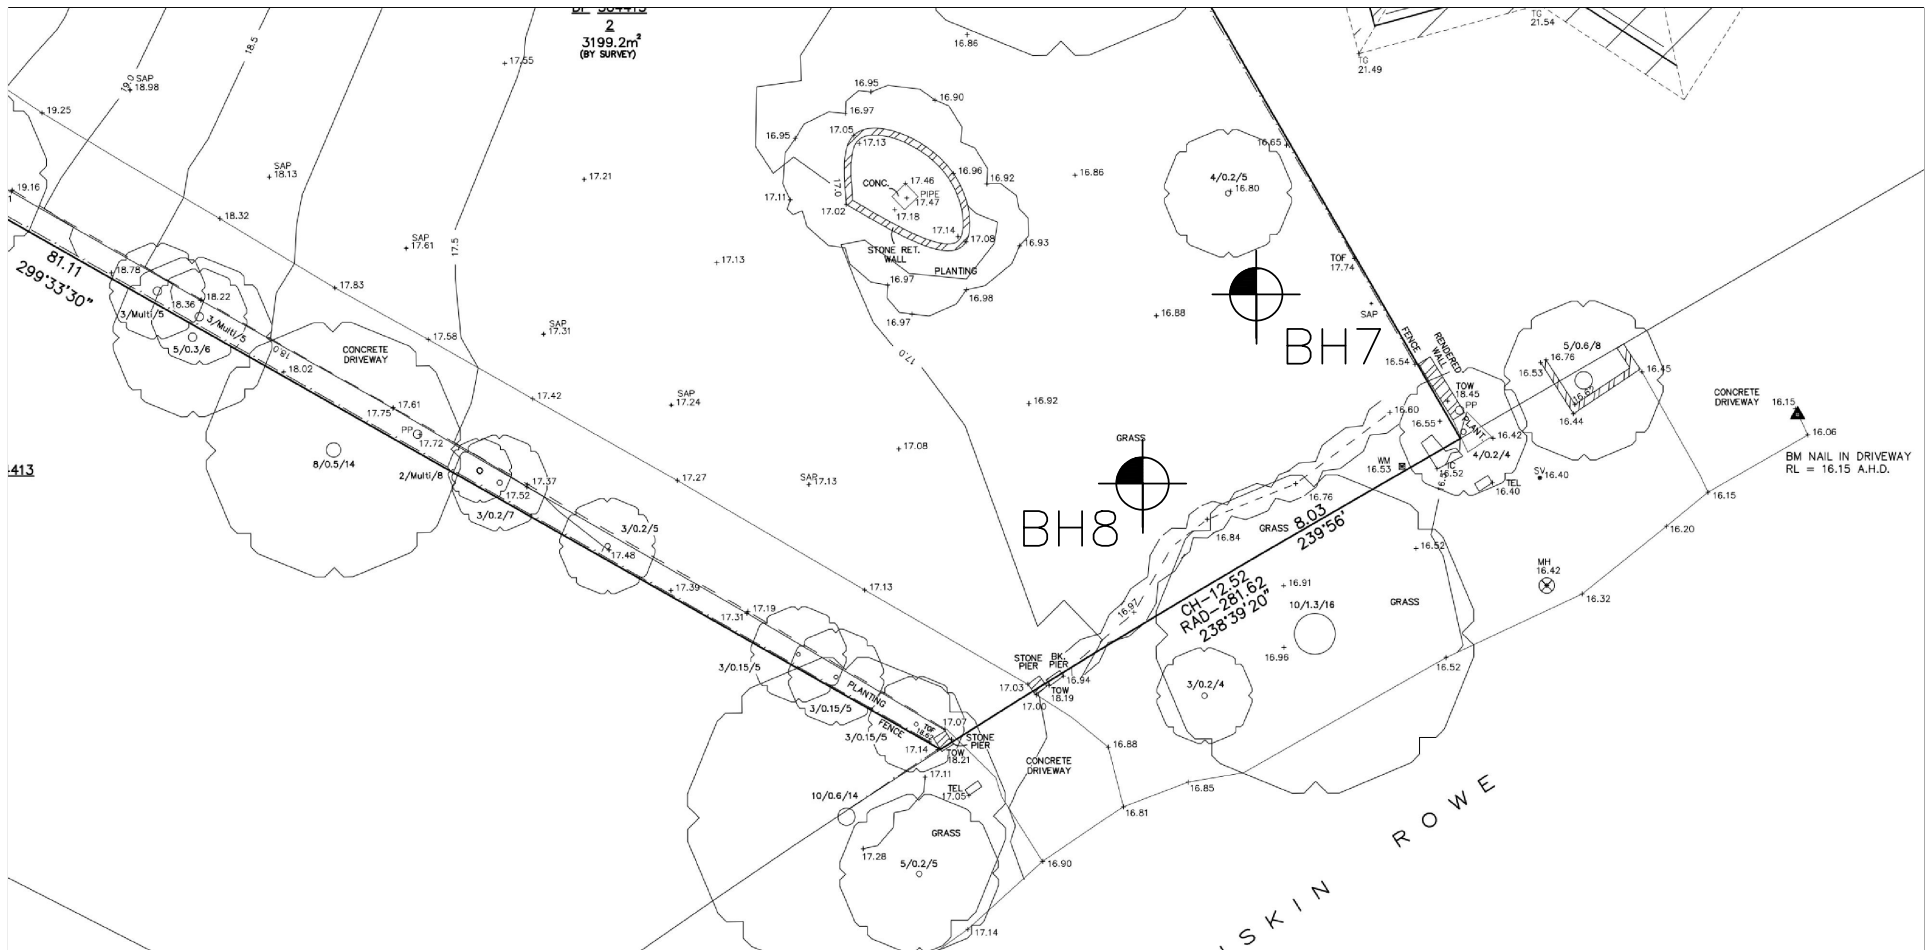 2
3199.2m²
(BY SURVEY)
18.5
19.0
SAP
18.98
17.55
16.86
TG
21.54
TG
21.49
19.25
16.95
16.90
16.97
16.95
17.05
17.13
16.65
SAP
18.13
17.21
16.96
16.92
16.86
4/0.2/5
16.80
19.16
17.46
CONC.
PIPE
17.47
17.0
17.11
17.02
17.18
18.32
SAP
17.61
17.5
17.14
17.08
16.93
STONE RET.
WALL
PLANTING
17.13
TOF
17.74
81.11
299°33'30"
18.78
18.22
18.36
3/Multi/5
3/Multi/5
5/0.3/6
17.83
16.97
16.98
16.97
16.88
SAP
BH7
SAP
17.31
17.58
18.0
CONCRETE
DRIVEWAY
18.02
17.0
FENCE
RENDERED
WALL
16.54
5/0.6/8
16.76
16.53
16.45
16.63
16.44
TOW
18.45
PP
PLANT
17.61
17.75
17.42
SAP
17.24
16.92
16.60
16.55
16.42
4/0.2/4
CONCRETE
DRIVEWAY
16.15
16.06
BM NAIL IN DRIVEWAY
RL = 16.15 A.H.D.
PP
17.72
8/0.5/14
2/Multi/8
17.08
GRASS
WM
16.53
IC
16.52
SV
16.40
TEL
16.40
413
17.37
17.52
3/0.2/7
17.27
SAP
17.13
BH8
16.76
16.15
3/0.2/5
17.48
GRASS
8.03
239°56'
16.84
16.52
16.20
MH
16.42
17.39
17.19
17.31
17.13
16.97
CH-12.52
RAD-281.62
238°39'20"
16.91
10/1.3/16
GRASS
16.32
3/0.15/5
STONE
PIER
BK.
PIER
17.03
16.94
TOW
18.19
17.00
16.96
16.52
3/0.2/4
PLANTING
3/0.15/5
FENCE
3/0.15/5
TOF
18.62
17.07
STONE
PIER
17.14
TOW
18.21
16.88
CONCRETE
DRIVEWAY
17.11
TEL
17.05
10/0.6/14
16.85
16.81
GRASS
17.28
5/0.2/5
16.90
17.14
SKIN ROWE